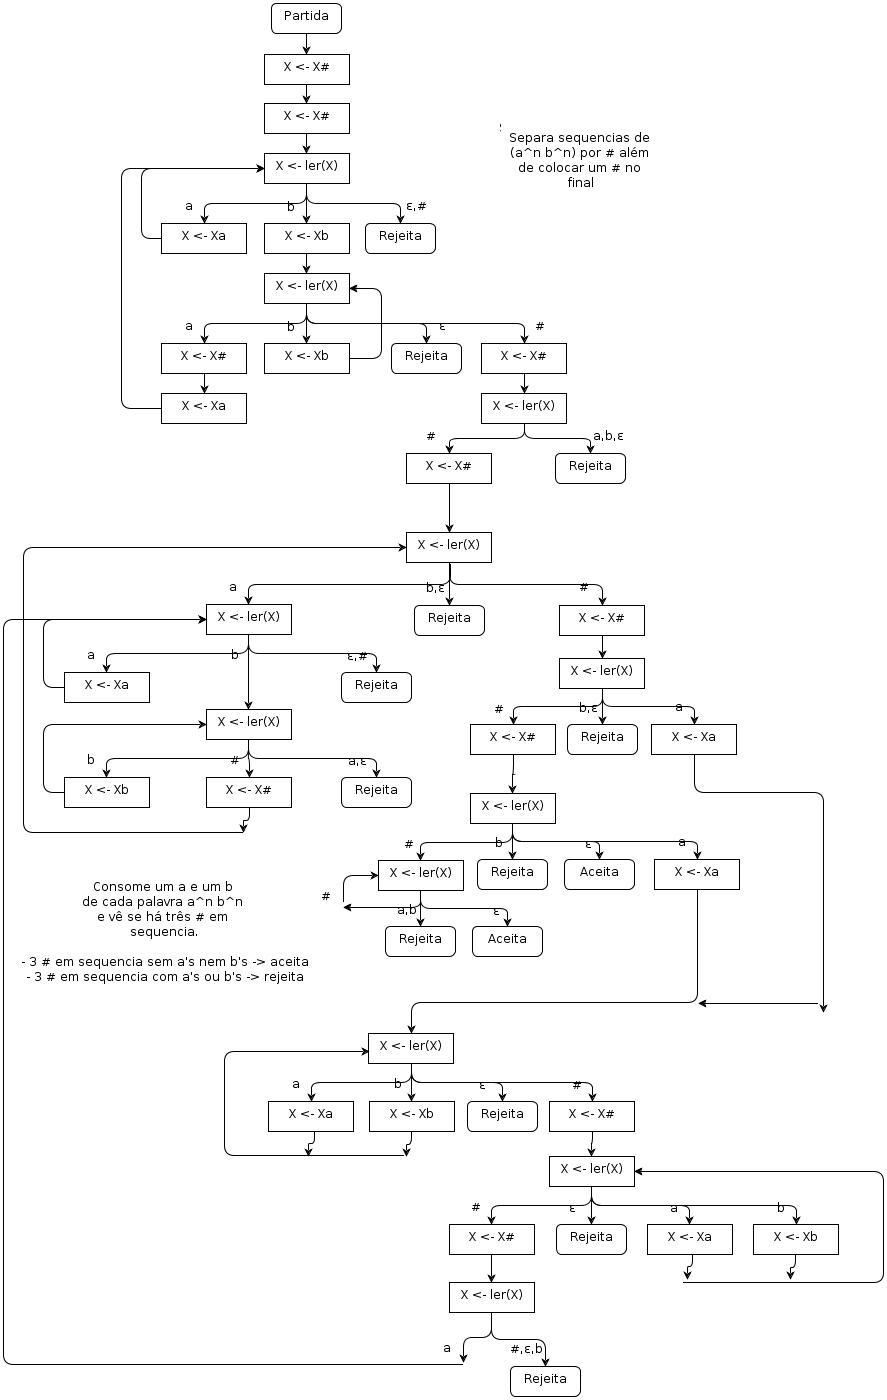 Partida
X <- X#
X <- X#
Separa sequencias de
(a^n b^n) por # além
de colocar um # no
final
X <- ler(X)
a
b
ε,#
X <- Xa
X <- Xb
Rejeita
X <- ler(X)
a
b
ε
#
X <- X#
X <- Xb
Rejeita
X <- X#
X <- Xa
X <- ler(X)
#
a,b,ε
X <- X#
Rejeita
X <- ler(X)
a
b,ε
#
X <- ler(X)
Rejeita
X <- X#
a
b
ε,#
X <- Xa
Rejeita
X <- ler(X)
#
b,ε
a
X <- ler(X)
X <- X#
Rejeita
X <- Xa
b
#
a,ε
X <- Xb
X <- X#
Rejeita
X <- ler(X)
#
b
ε
a
X <- ler(X)
Rejeita
Aceita
X <- Xa
#
a,b
ε
Rejeita
Aceita
Consome um a e um b
de cada palavra a^n b^n
e vê se há três # em
sequencia.
- 3 # em sequencia sem a's nem b's -> aceita
- 3 # em sequencia com a's ou b's -> rejeita
X <- ler(X)
a
b
ε
#
X <- Xa
X <- Xb
Rejeita
X <- X#
X <- ler(X)
#
ε
a
b
X <- X#
Rejeita
X <- Xa
X <- Xb
X <- ler(X)
a
#,ε,b
Rejeita